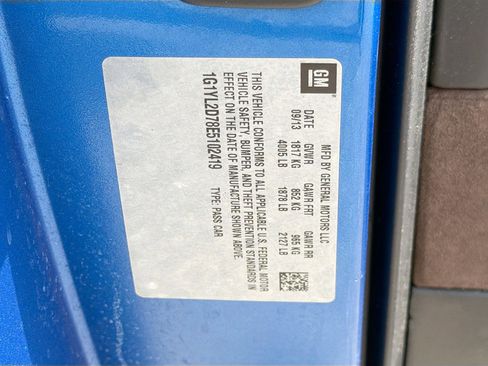 GM
MFD BY GENERAL MOTORS LLC
DATE GVWR GAWR FRT GAWR RR
09/13 1817 KG 852 KG 965 KG
4005 LB 1878 LB 2127 LB
THIS VEHICLE CONFORMS TO ALL APPLICABLE U.S. FEDERAL MOTOR
VEHICLE SAFETY, BUMPER, AND THEFT PREVENTION STANDARDS IN
EFFECT ON THE DATE OF MANUFACTURE SHOWN ABOVE.
1G1YL2D78E5102419 TYPE: PASS CAR